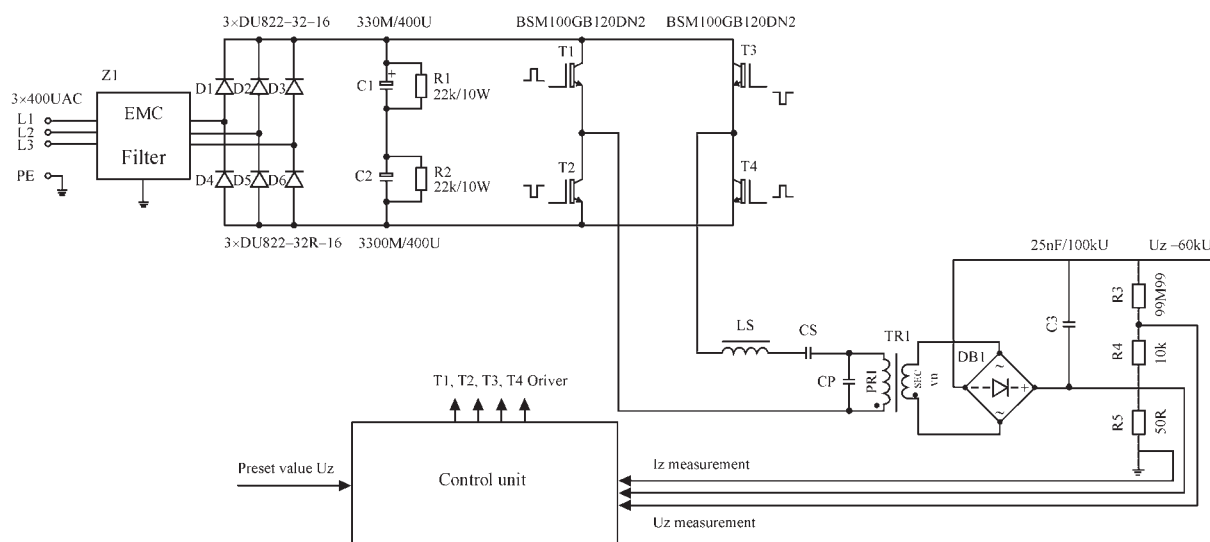 3×DU822–32–16
330M/400U
BSM100GB120DN2
BSM100GB120DN2
Z1
3×400UAC
L1
L2
L3
PE
EMC
Filter
D1
D2
D3
D4
D5
D6
C1
+
R1
22k/10W
C2
R2
22k/10W
T1
T3
T2
T4
3×DU822–32R–16
3300M/400U
25nF/100kU
Uz –60kU
LS
CS
CP
TR1
PRI
SEC
vn
DB1
~
+
~
C3
R3
99M99
R4
10k
R5
50R
T1, T2, T3, T4 Oriver
Preset value Uz
Control unit
Iz measurement
Uz measurement